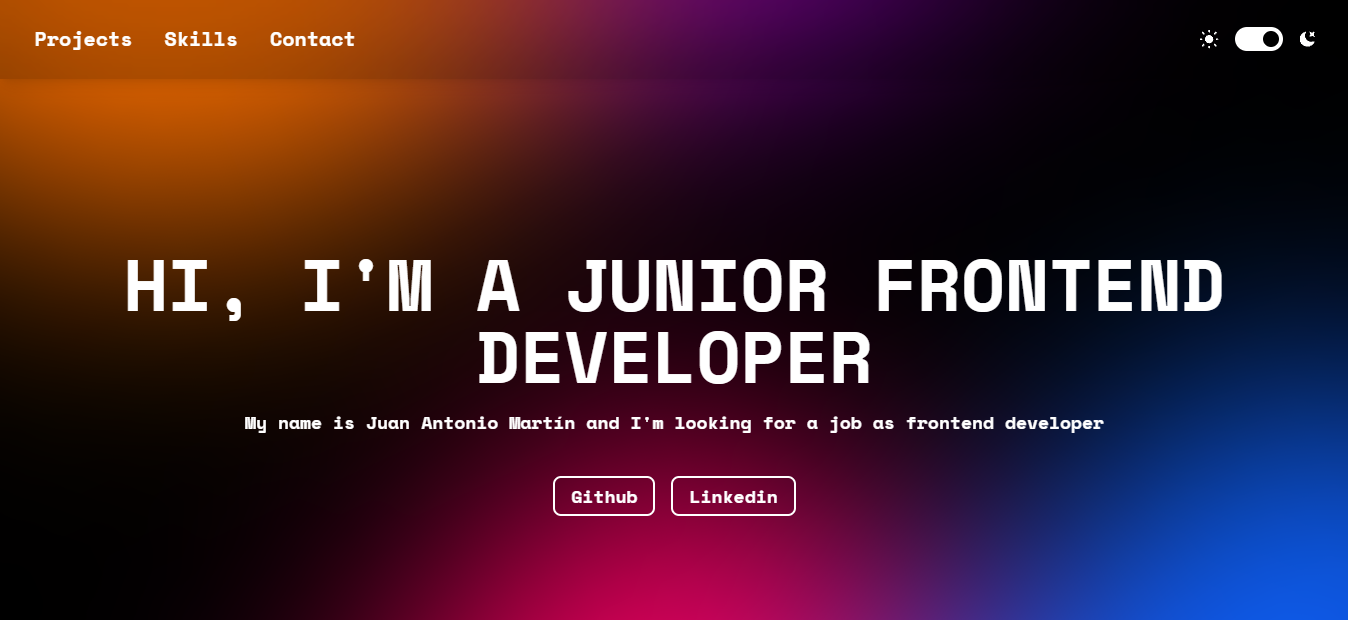 Projects Skills Contact
HI, I'M A JUNIOR FRONTEND
DEVELOPER
My name is Juan Antonio Martín and I'm looking for a job as frontend developer
Github Linkedin